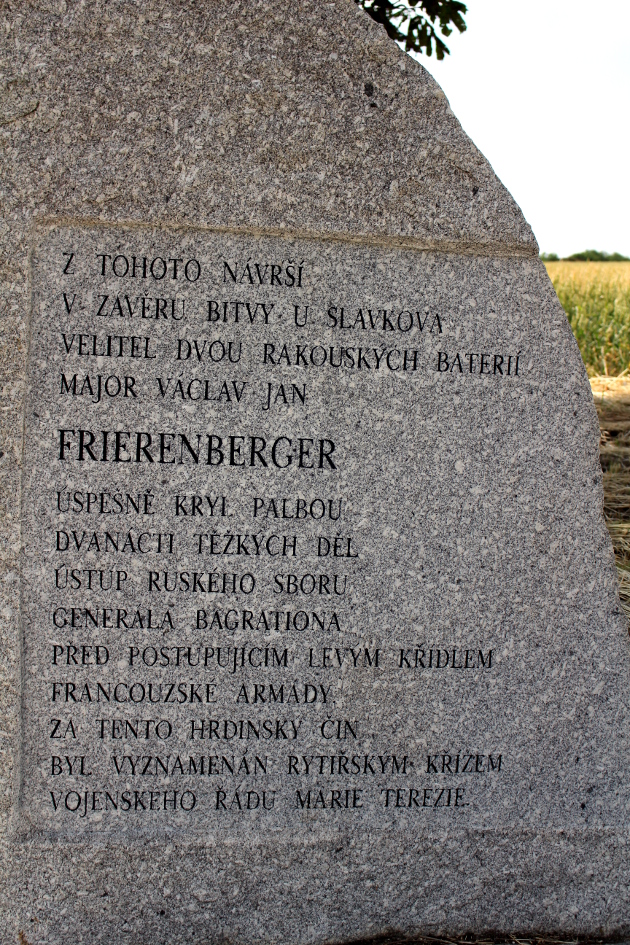 Z TOHOTO NÁVRŠÍ
V ZÁVĚRU BITVY U SLAVKOVA
VELITEL DVOU RAKOUSKÝCH BATERIÍ
MAJOR VÁCLAV JAN
FRIERENBERGER
ÚSPĚŠNĚ KRYL PALBOU
DVANÁCTI TĚŽKÝCH DĚL
ÚSTUP RUSKÉHO SBORU
GENERÁLA BAGRATIONA
PŘED POSTUPUJÍCÍM LEVÝM KŘÍDLEM
FRANCOUZSKÉ ARMÁDY.
ZA TENTO HRDINSKÝ ČIN
BYL VYZNAMENÁN RYTÍŘSKÝM KŘÍŽEM
VOJENSKÉHO ŘÁDU MARIE TEREZIE.